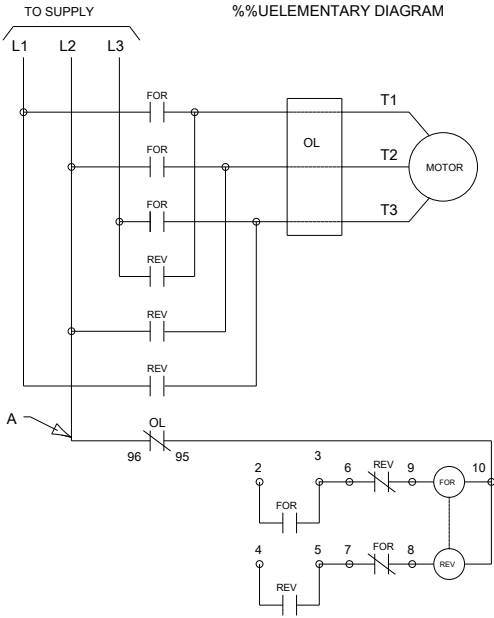 TO SUPPLY
%%UELEMENTARY DIAGRAM
L1 L2 L3
FOR
T1
OL
FOR
T2
MOTOR
FOR
T3
REV
REV
REV
A
OL
96 95
2 3 6 REV 9 FOR 10
FOR
4 5 7 FOR 8 REV
REV